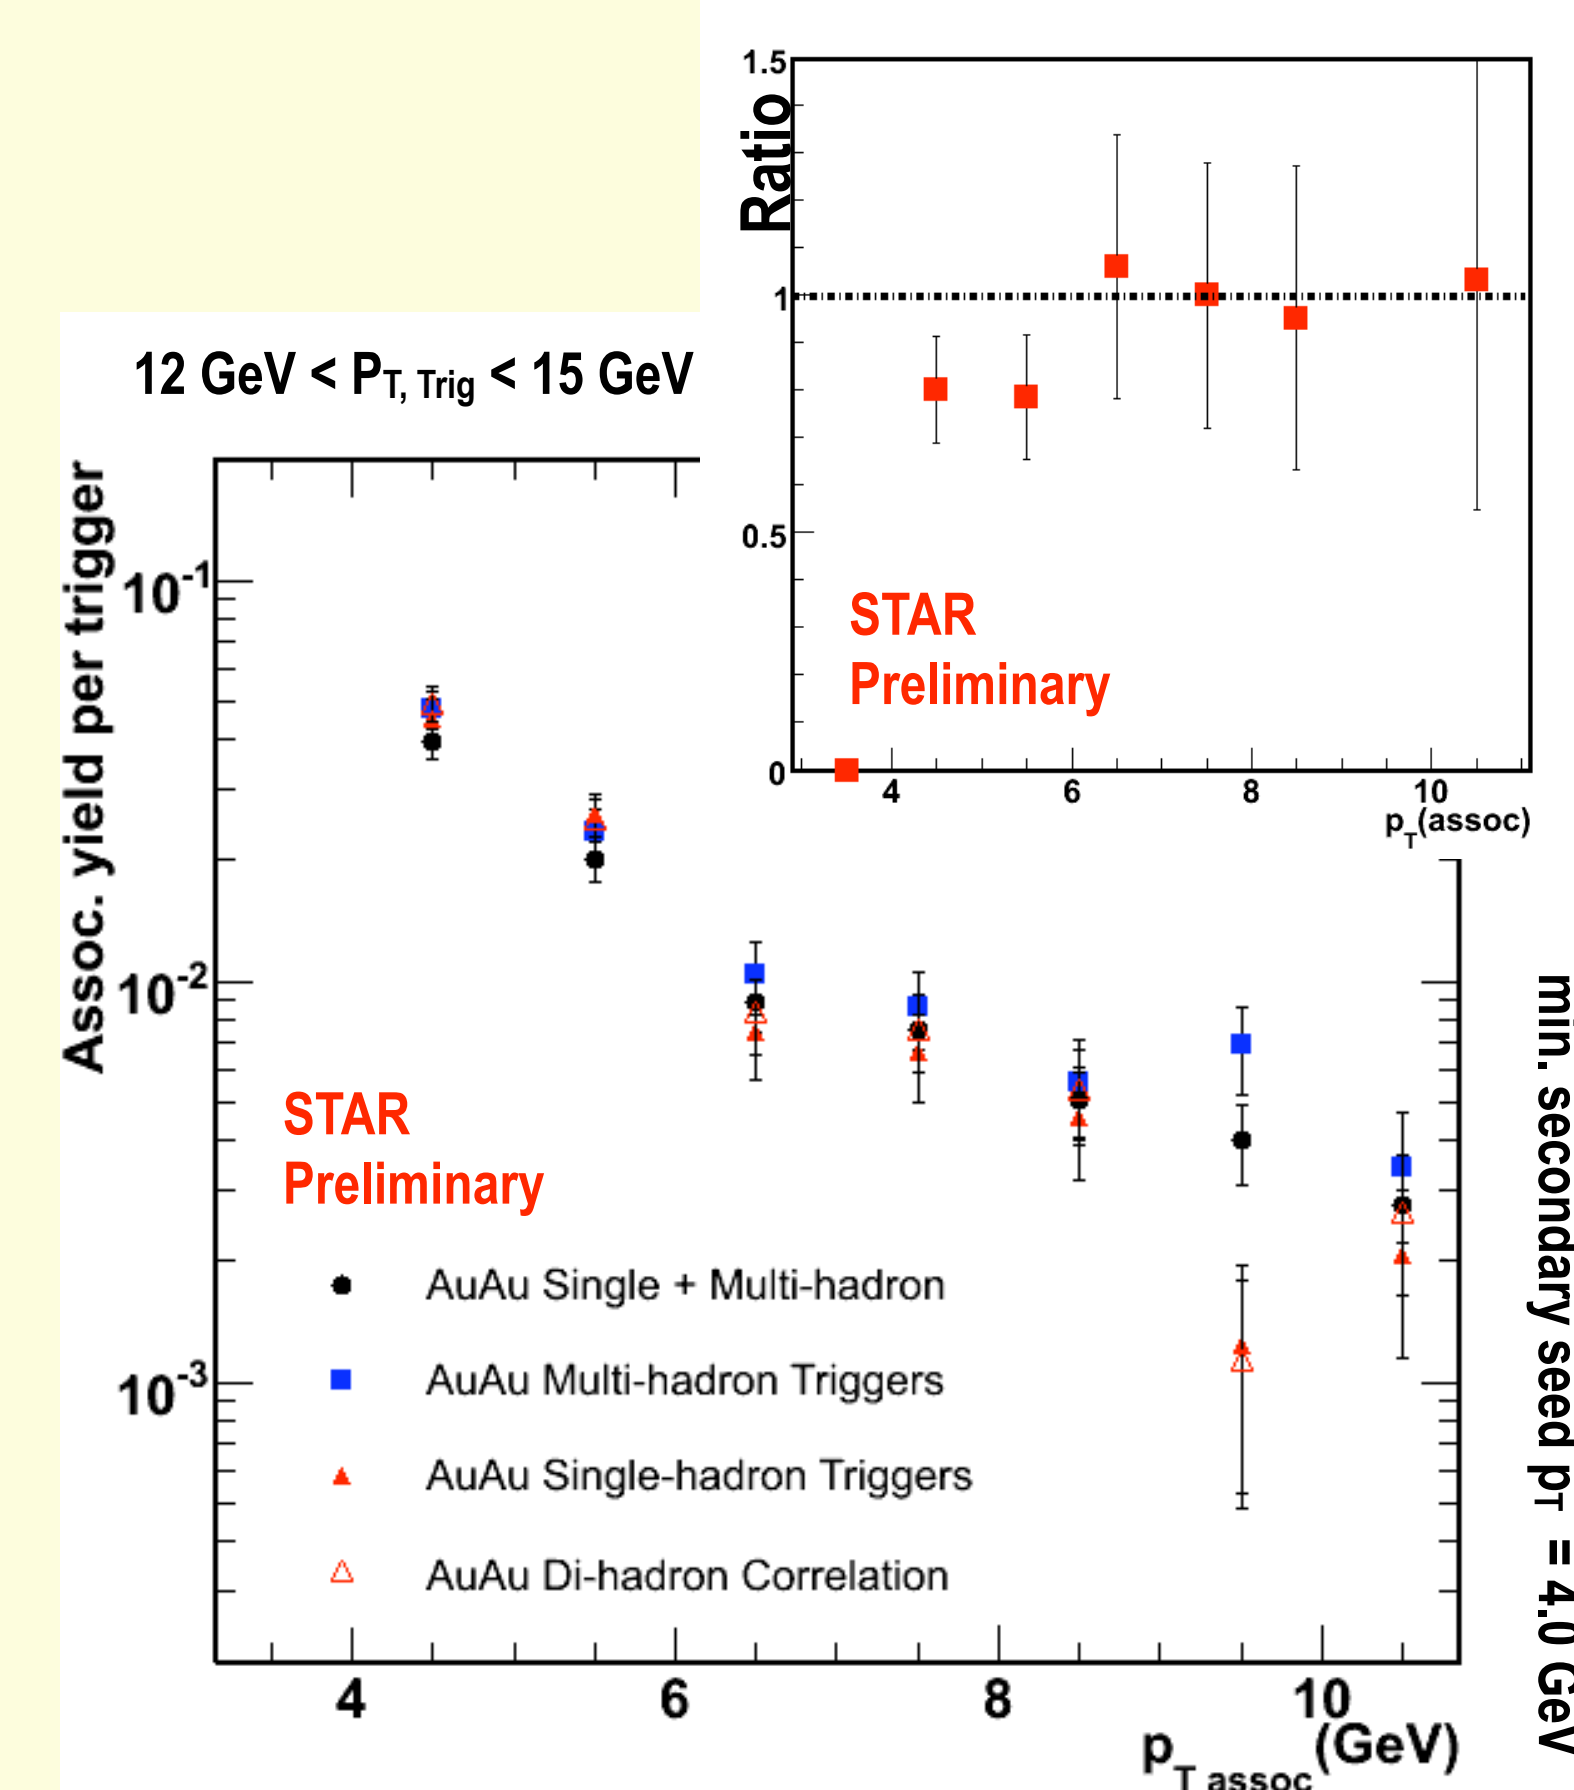 1.5
Ratio
1
0.5
0
STAR
Preliminary
4 6 8 10
p_T(assoc)
12 GeV < P_T, Trig < 15 GeV
Assoc. yield per trigger
10^-1
10^-2
10^-3
STAR
Preliminary
AuAu Single + Multi-hadron
AuAu Multi-hadron Triggers
AuAu Single-hadron Triggers
AuAu Di-hadron Correlation
4 6 8 10
p_T assoc (GeV)
min. secondary seed p_T = 4.0 GeV